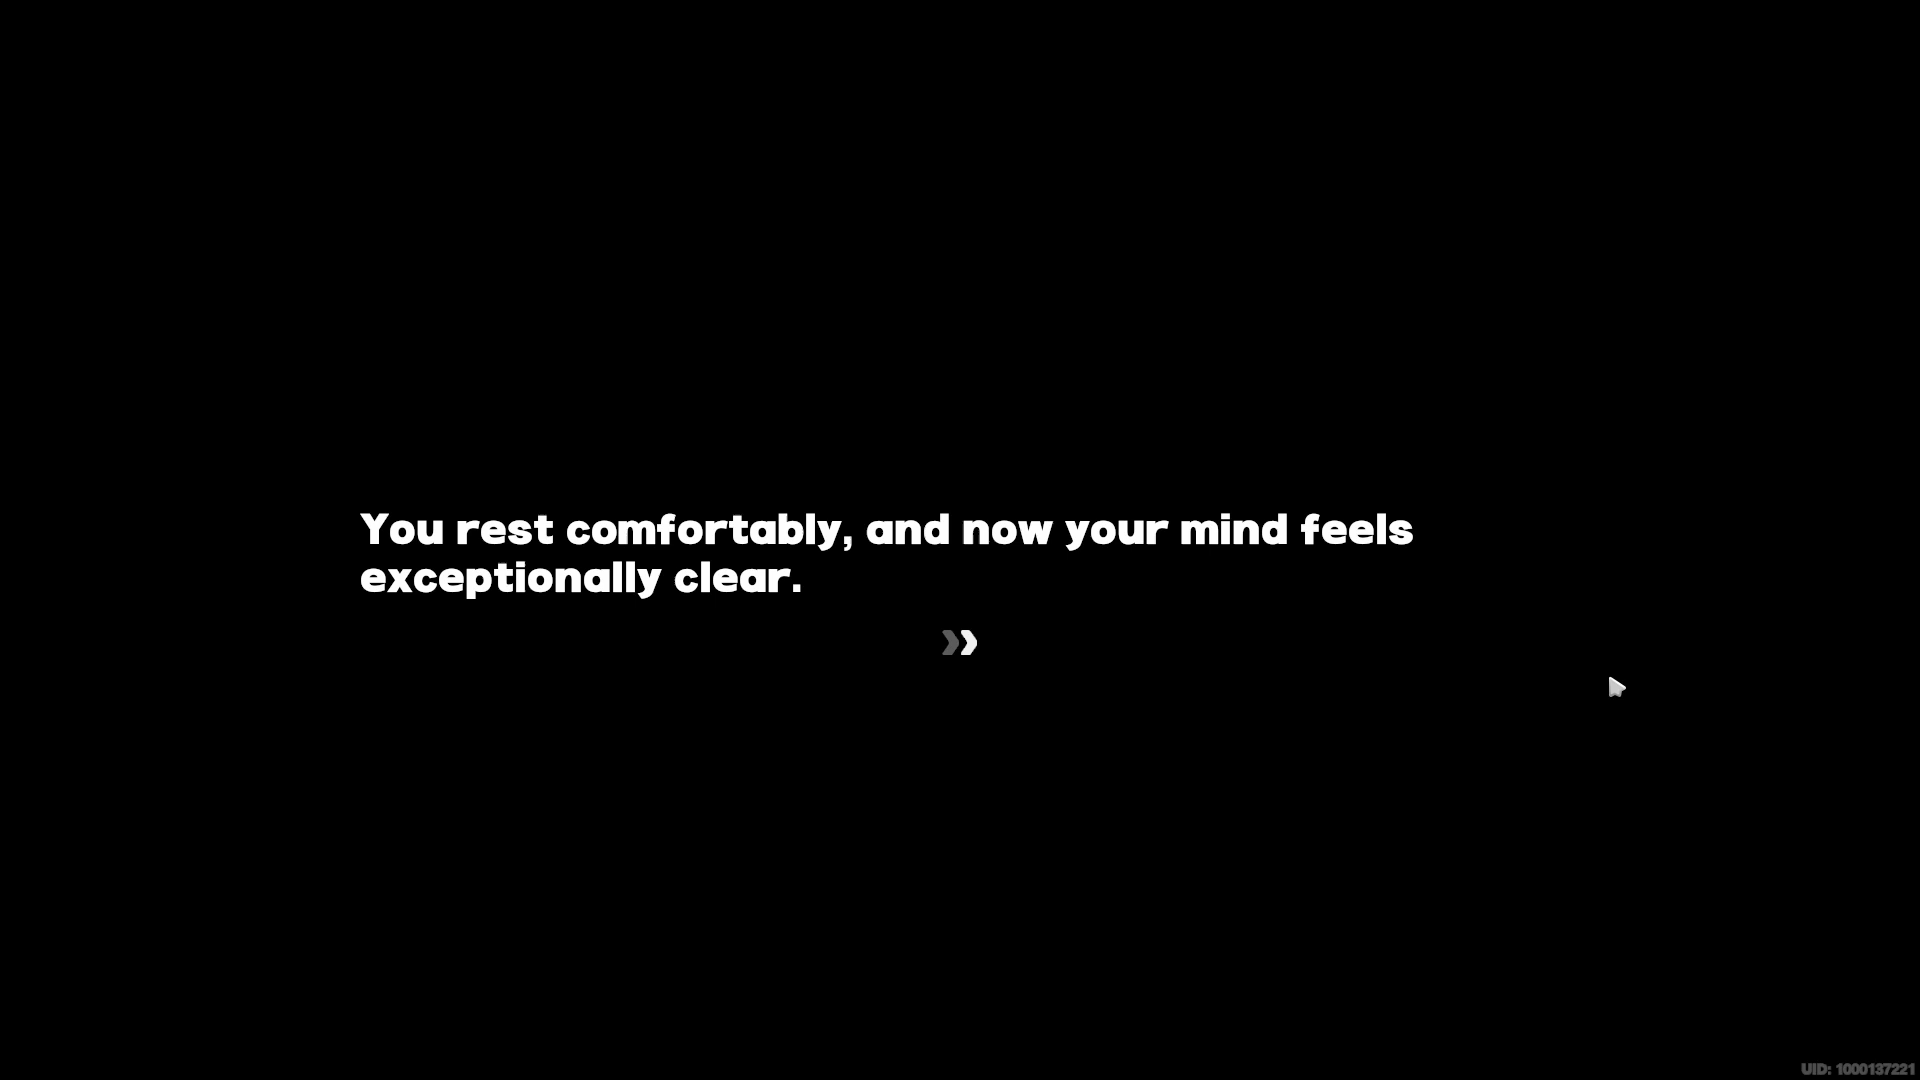 You rest comfortably, and now your mind feels
exceptionally clear.
UID: 1000137221